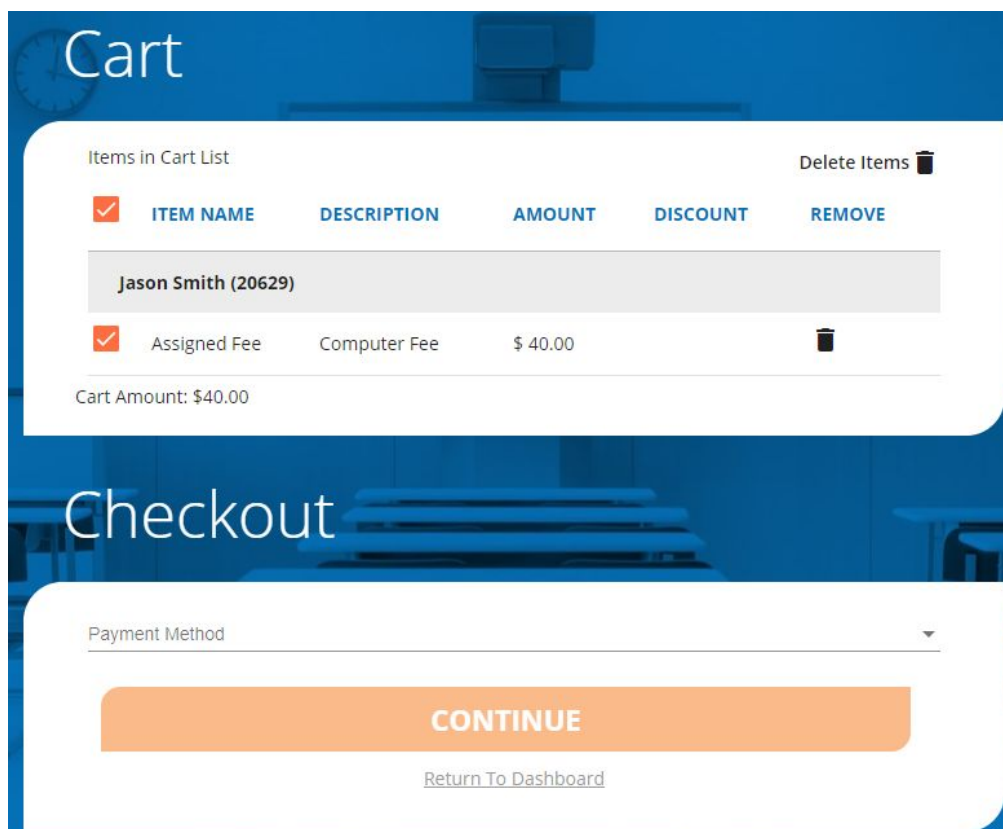 Cart
Items in Cart List
Delete Items
ITEM NAME DESCRIPTION AMOUNT DISCOUNT REMOVE
Jason Smith (20629)
Assigned Fee Computer Fee $ 40.00
Cart Amount: $40.00
Checkout
Payment Method
CONTINUE
Return To Dashboard